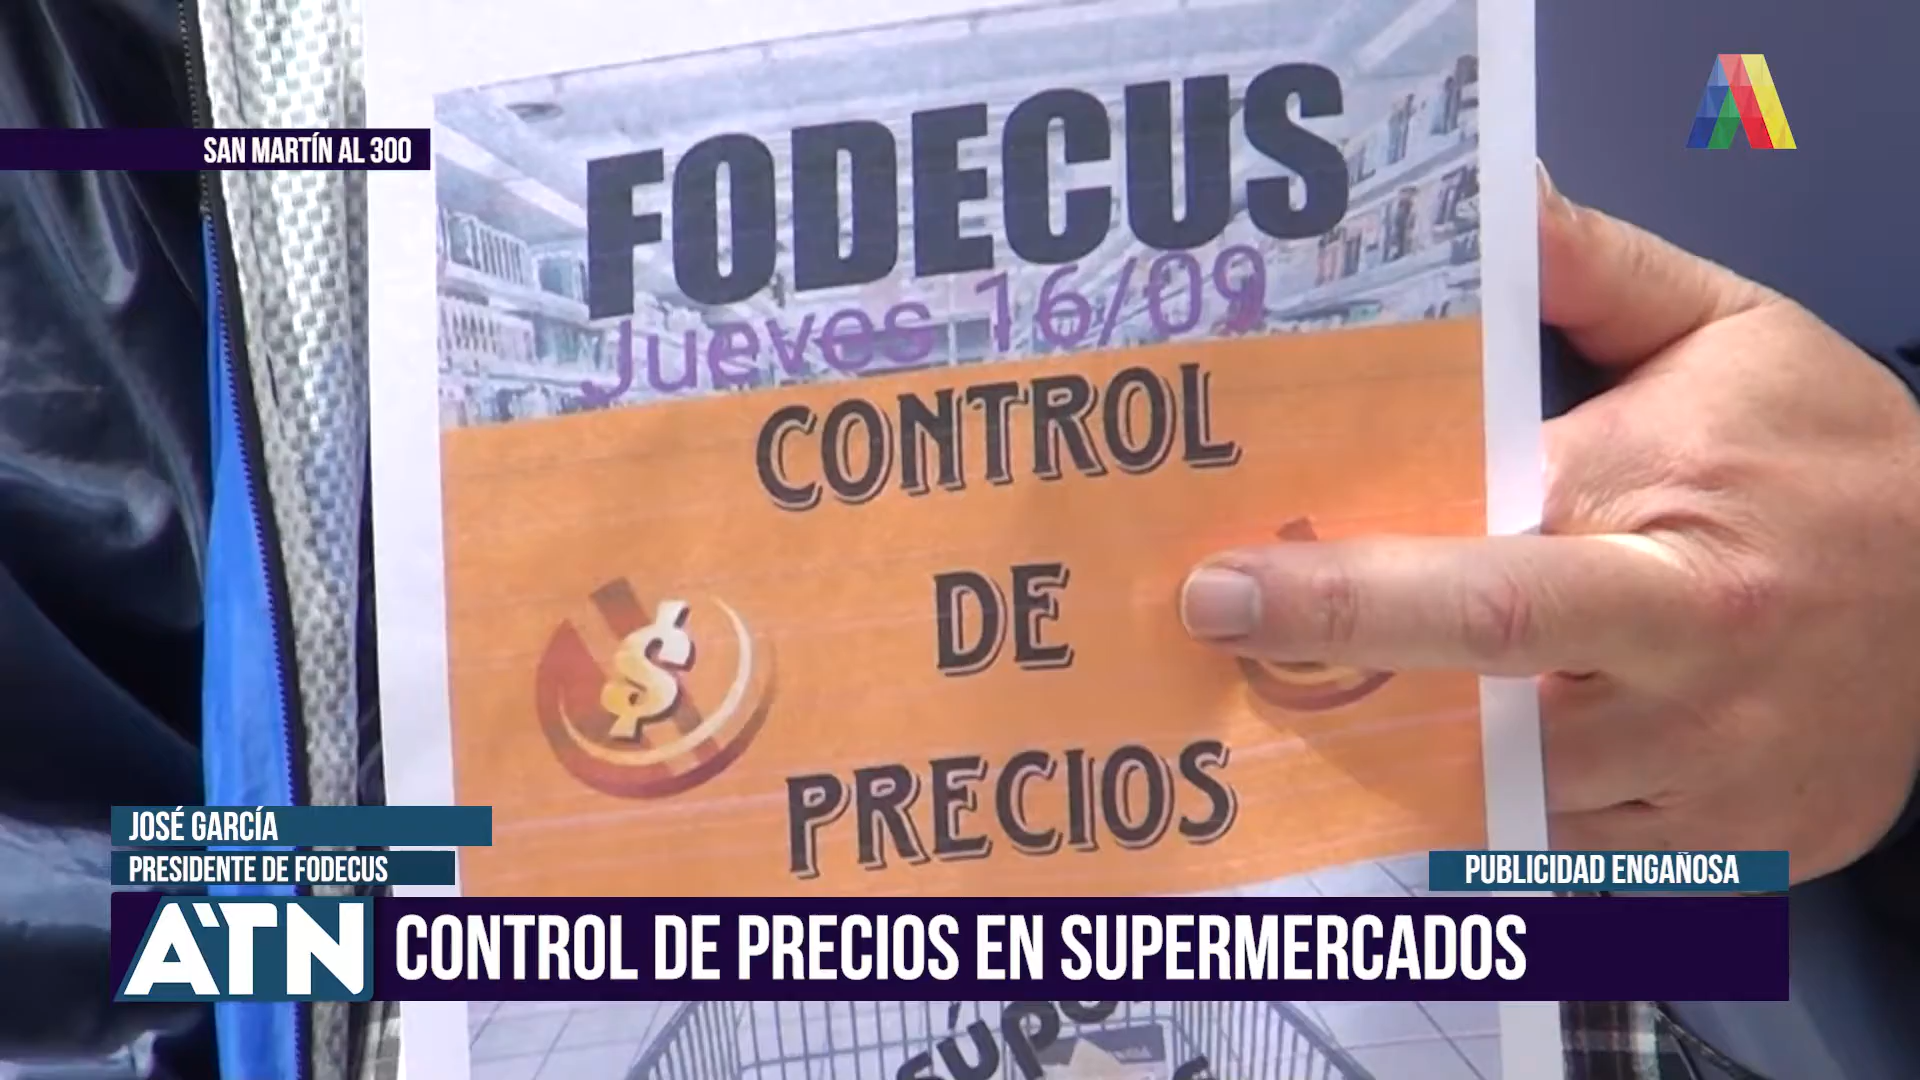 SAN MARTÍN AL 300
FODECUS
Jueves 16/09
CONTROL
DE
PRECIOS
$
JOSÉ GARCÍA
PRESIDENTE DE FODECUS
PUBLICIDAD ENGAÑOSA
ATN
CONTROL DE PRECIOS EN SUPERMERCADOS